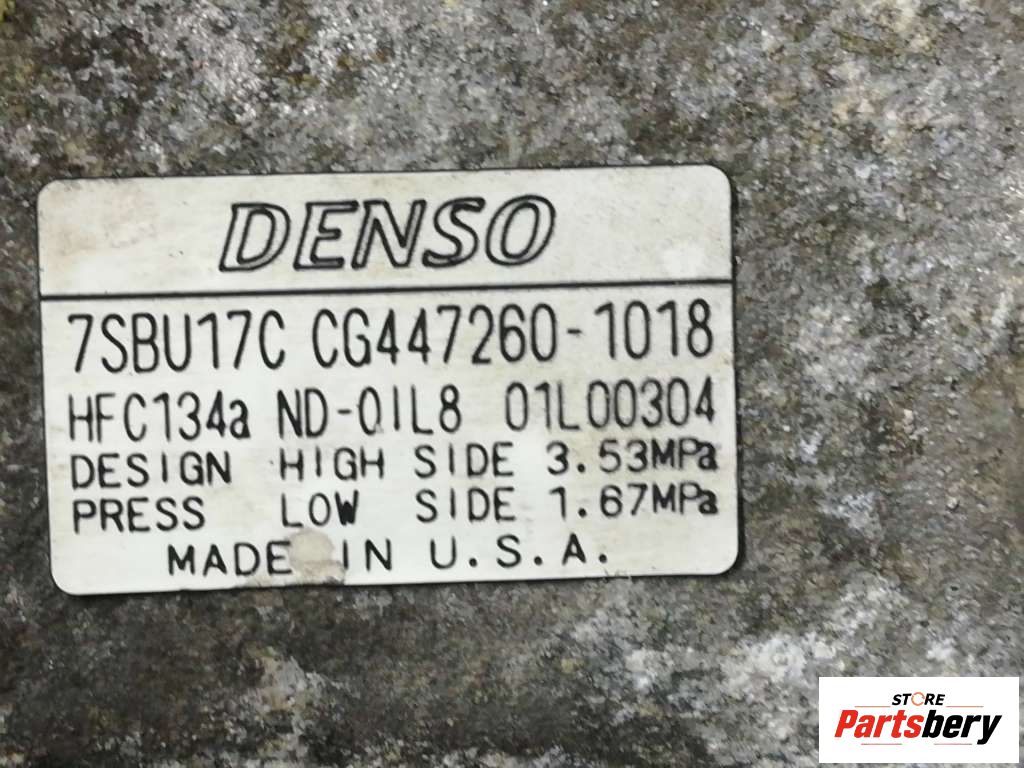 DENSO
7SBU17C CG447260-1018
HFC134a ND-OIL8 01L00304
DESIGN HIGH SIDE 3.53MPa
PRESS LOW SIDE 1.67MPa
MADE IN U.S.A.
STORE
Partsbery